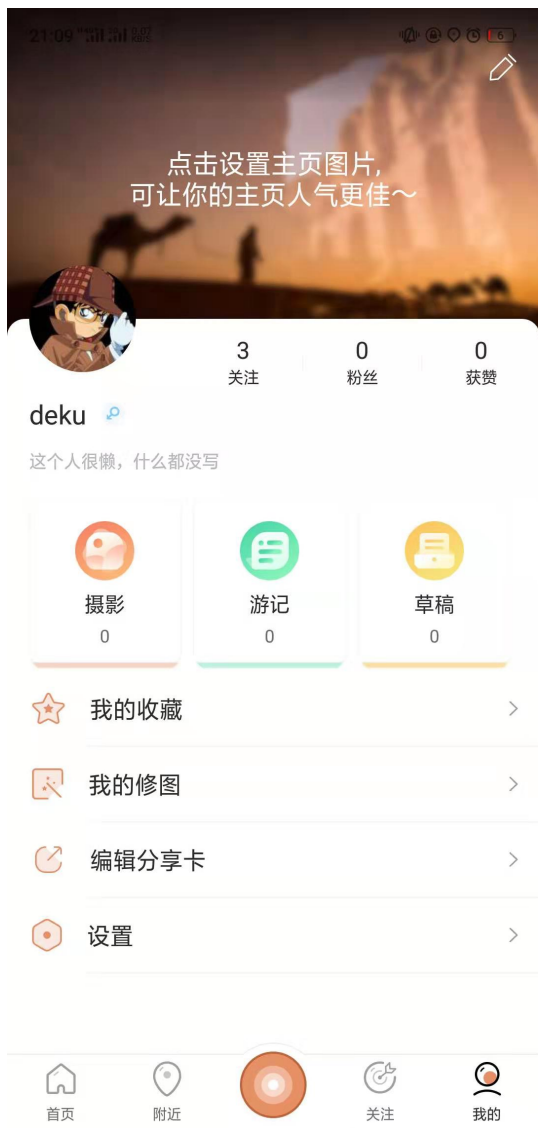 21:09
6
点击设置主页图片,
可让你的主页人气更佳～
3
0
0
关注
粉丝
获赞
deku
这个人很懒，什么都没写
摄影
游记
草稿
0
0
0
我的收藏
我的修图
编辑分享卡
设置
首页
附近
关注
我的